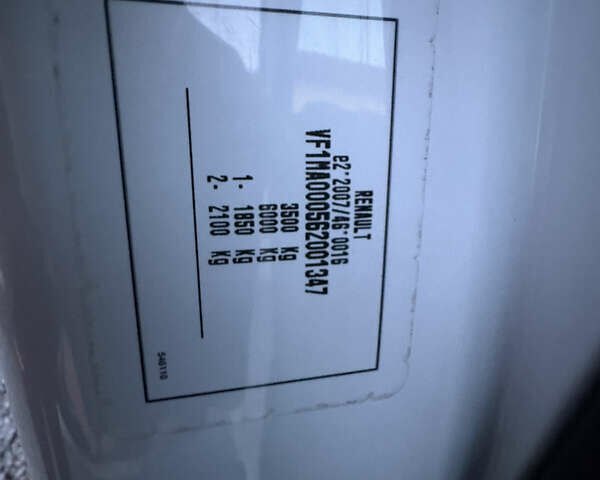 RENAULT
e2*2007/46*0016
VF1MA000562001347
3500 Kg
6000 Kg
1- 1850 Kg
2- 2100 Kg
540110